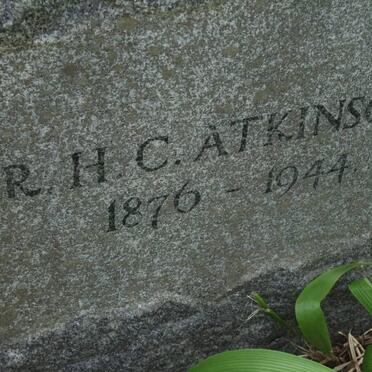 R. H. C. ATKINSO
1876 - 1944.